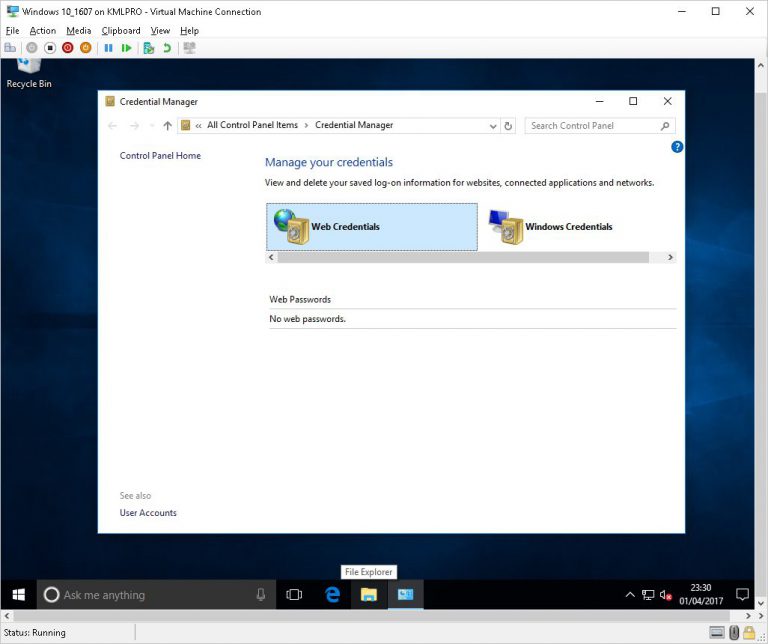 Windows 10_1607 on KMLPRO - Virtual Machine Connection
File Action Media Clipboard View Help
Recycle Bin
Credential Manager
« All Control Panel Items > Credential Manager
Search Control Panel
Control Panel Home
?
Manage your credentials
View and delete your saved log-on information for websites, connected applications and networks.
Web Credentials
Windows Credentials
Web Passwords
No web passwords.
See also
User Accounts
File Explorer
Ask me anything
23:30
01/04/2017
Status: Running